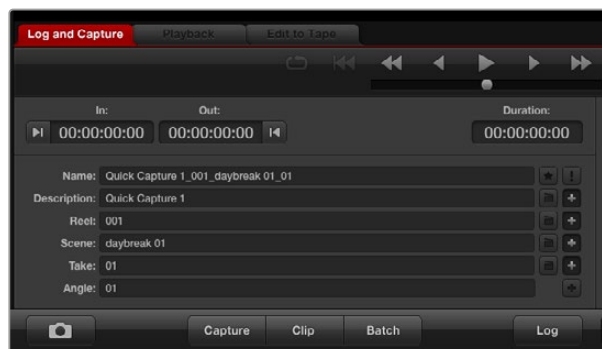 Log and Capture Playback Edit to Tape
In: Out: Duration:
00:00:00:00 00:00:00:00 00:00:00:00
Name: Quick Capture 1_001_daybreak 01_01
Description: Quick Capture 1
Reel: 001
Scene: daybreak 01
Take: 01
Angle: 01
Capture Clip Batch Log